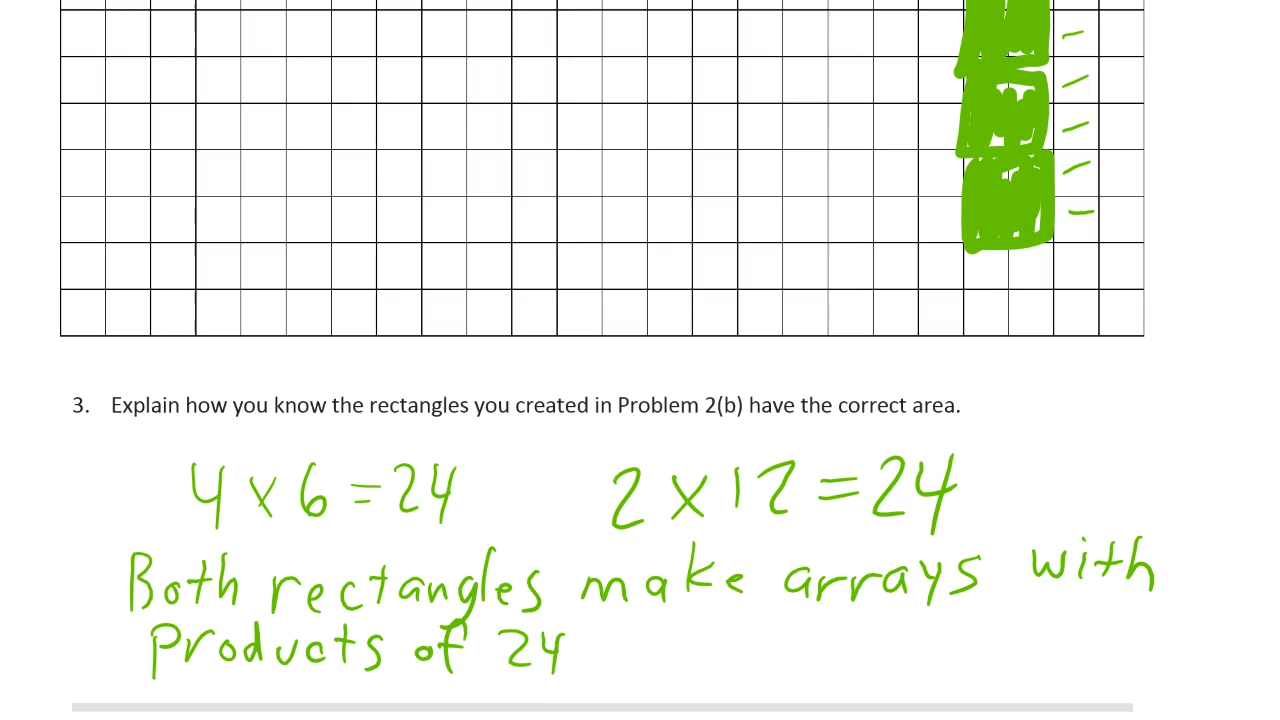 3. Explain how you know the rectangles you created in Problem 2(b) have the correct area.
4 x 6 = 24 2 x 12 = 24
Both rectangles make arrays with
Products of 24